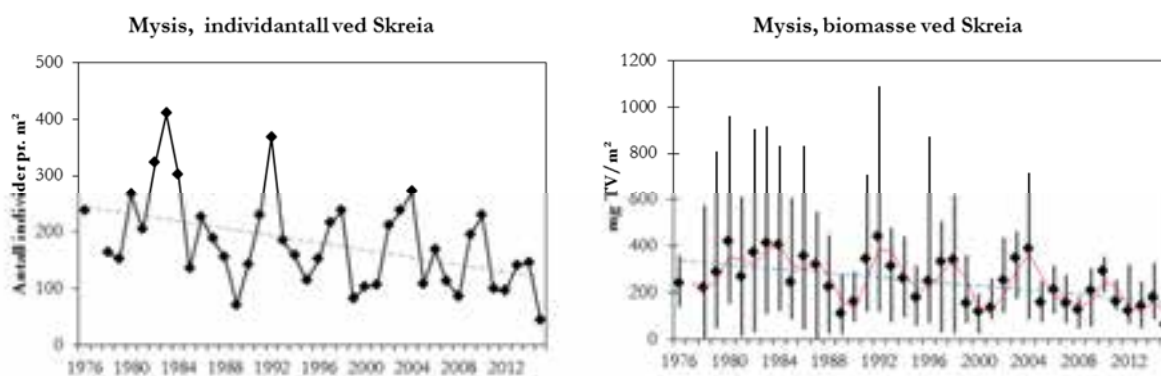 Mysis, individantall ved Skreia
Antall individer pr. m²
500
400
300
200
100
0
1976 1980 1984 1988 1992 1996 2000 2004 2008 2012
Mysis, biomasse ved Skreia
mg TV/m²
1200
1000
800
600
400
200
0
1976 1980 1984 1988 1992 1996 2000 2004 2008 2012